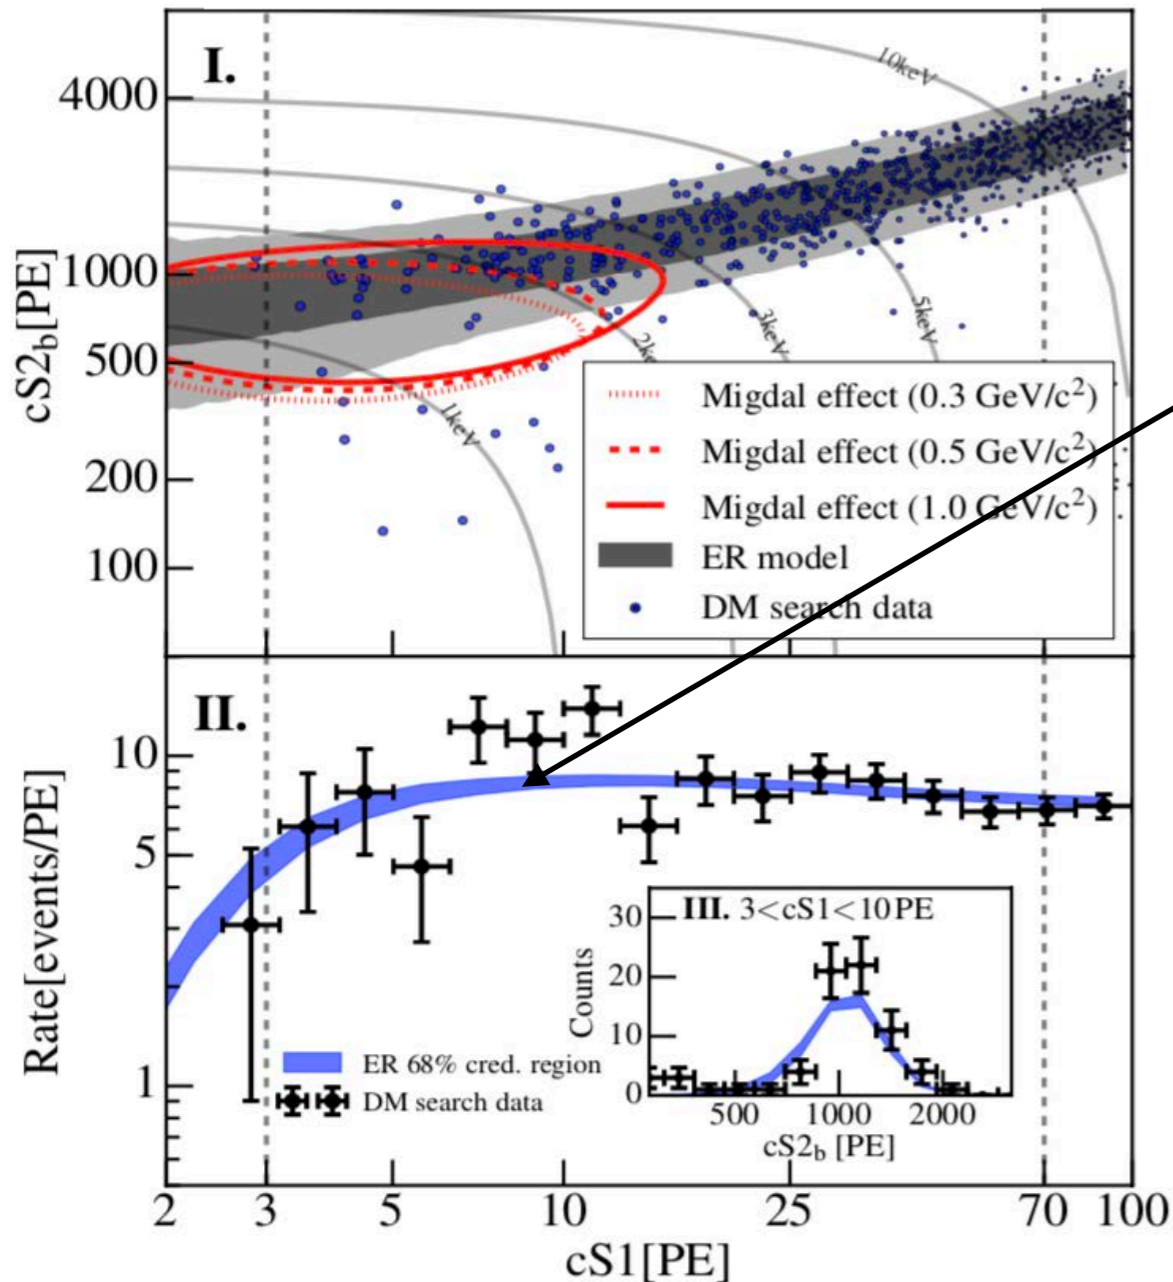 I.
4000
1000
500
200
100
cS2b[PE]
10keV
5keV
3keV
2ke
1keV
Migdal effect (0.3 GeV/c²)
Migdal effect (0.5 GeV/c²)
Migdal effect (1.0 GeV/c²)
ER model
DM search data
II.
10
5
1
Rate[events/PE]
ER 68% cred. region
DM search data
III. 3<cS1<10PE
30
20
10
0
Counts
500 1000 2000
cS2b [PE]
2 3 5 10 25 70 100
cS1[PE]